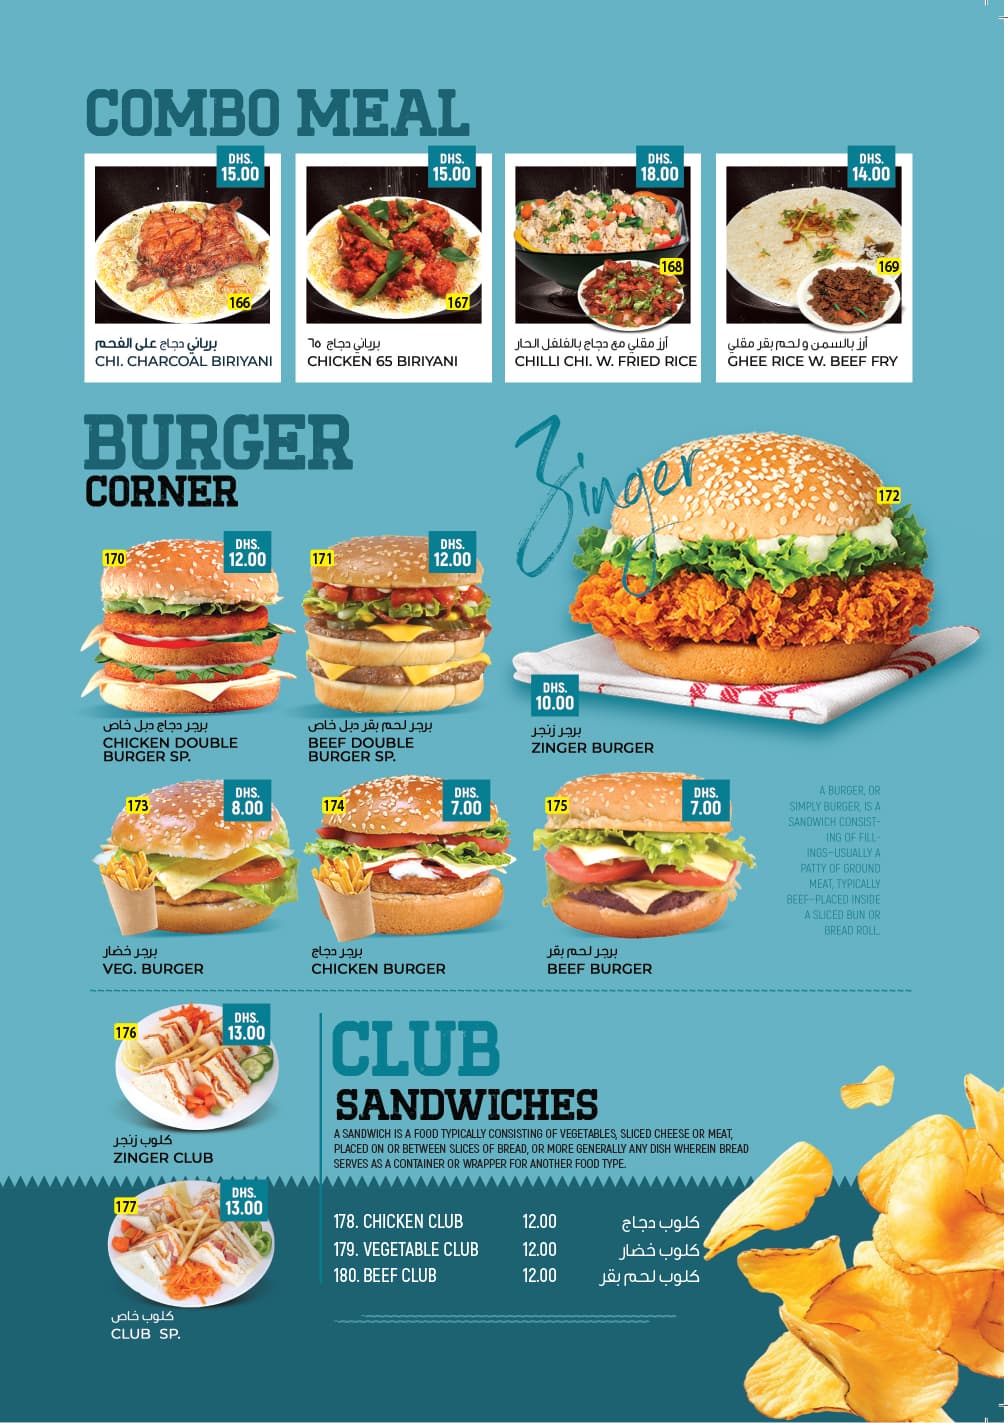 COMBO MEAL
DHS.
15.00
166
برياني دجاج على الفحم
CHI. CHARCOAL BIRIYANI
DHS.
15.00
167
برياني دجاج ٦٥
CHICKEN 65 BIRIYANI
DHS.
18.00
168
أرز مقلي مع دجاج بالفلفل الحار
CHILLI CHI. W. FRIED RICE
DHS.
14.00
169
أرز بالسمن و لحم بقر مقلي
GHEE RICE W. BEEF FRY
BURGER
CORNER
Zinger
170
DHS.
12.00
برجر دجاج دبل خاص
CHICKEN DOUBLE
BURGER SP.
171
DHS.
12.00
برجر لحم بقر دبل خاص
BEEF DOUBLE
BURGER SP.
172
DHS.
10.00
برجر زنجر
ZINGER BURGER
173
DHS.
8.00
برجر خضار
VEG. BURGER
174
DHS.
7.00
برجر دجاج
CHICKEN BURGER
175
DHS.
7.00
برجر لحم بقر
BEEF BURGER
A BURGER, OR
SIMPLY BURGER, IS A
SANDWICH CONSIST-
ING OF FILL-
INGS—USUALLY A
PATTY OF GROUND
MEAT, TYPICALLY
BEEF—PLACED INSIDE
A SLICED BUN OR
BREAD ROLL.
176
DHS.
13.00
كلوب زنجر
ZINGER CLUB
177
DHS.
13.00
كلوب خاص
CLUB SP.
CLUB
SANDWICHES
A SANDWICH IS A FOOD TYPICALLY CONSISTING OF VEGETABLES, SLICED CHEESE OR MEAT,
PLACED ON OR BETWEEN SLICES OF BREAD, OR MORE GENERALLY ANY DISH WHEREIN BREAD
SERVES AS A CONTAINER OR WRAPPER FOR ANOTHER FOOD TYPE.
178. CHICKEN CLUB 12.00 كلوب دجاج
179. VEGETABLE CLUB 12.00 كلوب خضار
180. BEEF CLUB 12.00 كلوب لحم بقر